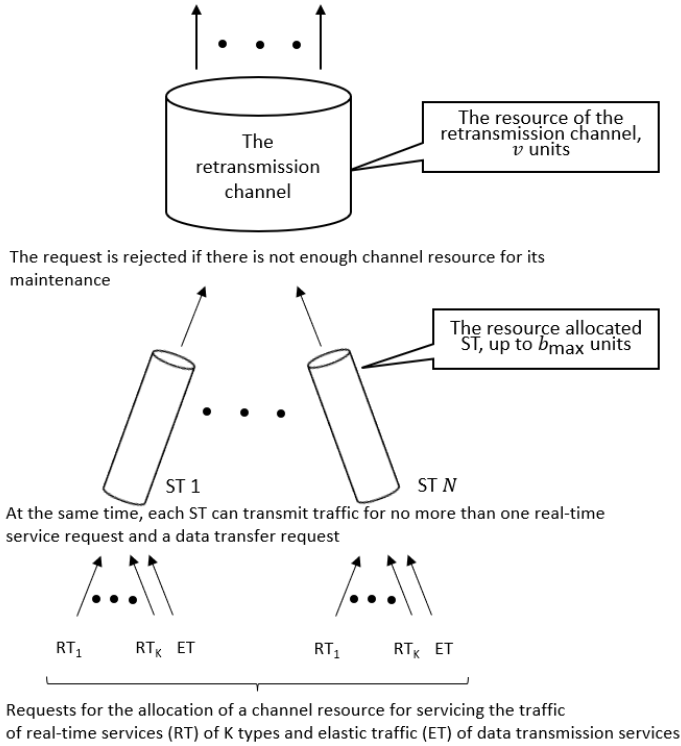 The
retransmission
channel
The resource of the
retransmission channel,
v units
The request is rejected if there is not enough channel resource for its
maintenance
The resource allocated
ST, up to bmax units
ST 1
ST N
At the same time, each ST can transmit traffic for no more than one real-time
service request and a data transfer request
RT1 RTK ET RT1 RTK ET
Requests for the allocation of a channel resource for servicing the traffic
of real-time services (RT) of K types and elastic traffic (ET) of data transmission services